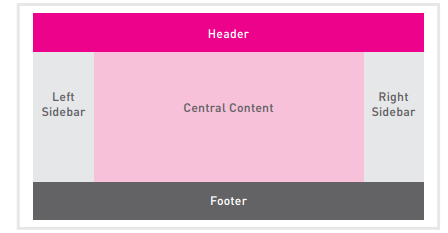 Header
Left
Sidebar
Central Content
Right
Sidebar
Footer